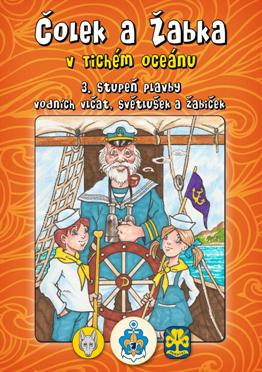 Čolek a Žabka
v Tichém oceánu
3. stupeň plavby
vodních vlčat, světlušek a žabiček